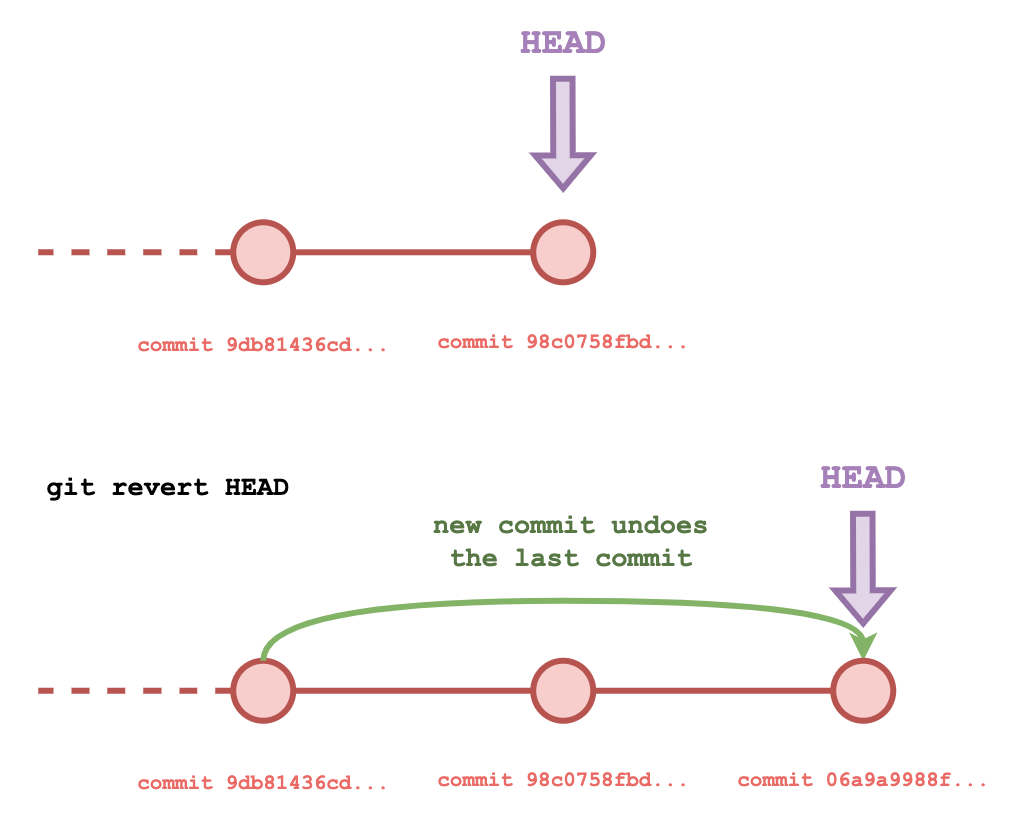 HEAD
commit 9db81436cd...
commit 98c0758fbd...
git revert HEAD
HEAD
new commit undoes
the last commit
commit 9db81436cd...
commit 98c0758fbd...
commit 06a9a9988f...